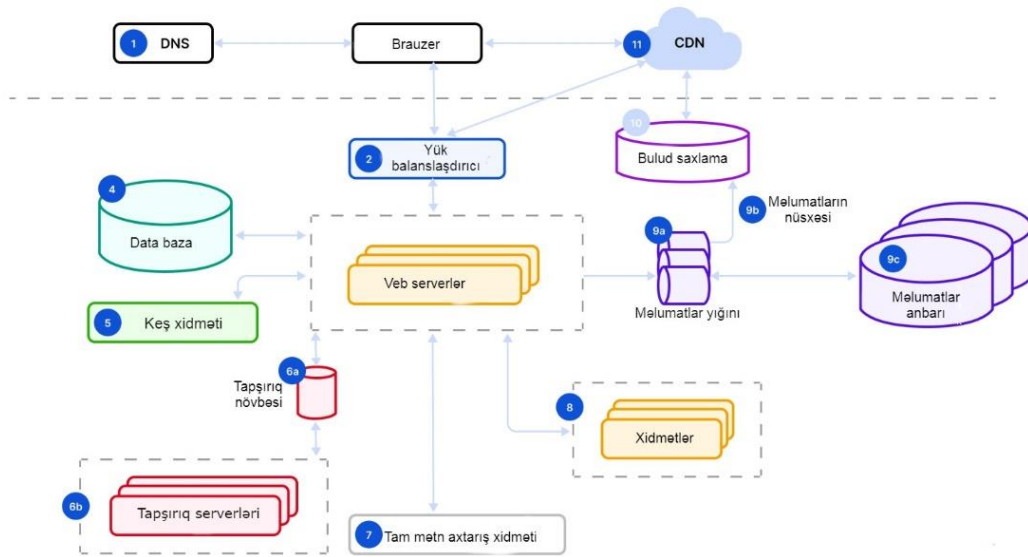 1 DNS
Brauzer
11 CDN
2 Yük
balanslaşdırıcı
10
Bulud saxlama
4
Data baza
9a
9b
Məlumatların
nüsxəsi
9c
Məlumatlar
anbarı
Veb serverlər
Məlumatlar yığını
5 Keş xidməti
6a
Tapşırıq
növbəsi
8
Xidmətlər
6b
Tapşırıq serverləri
7 Tam mətn axtarış xidməti